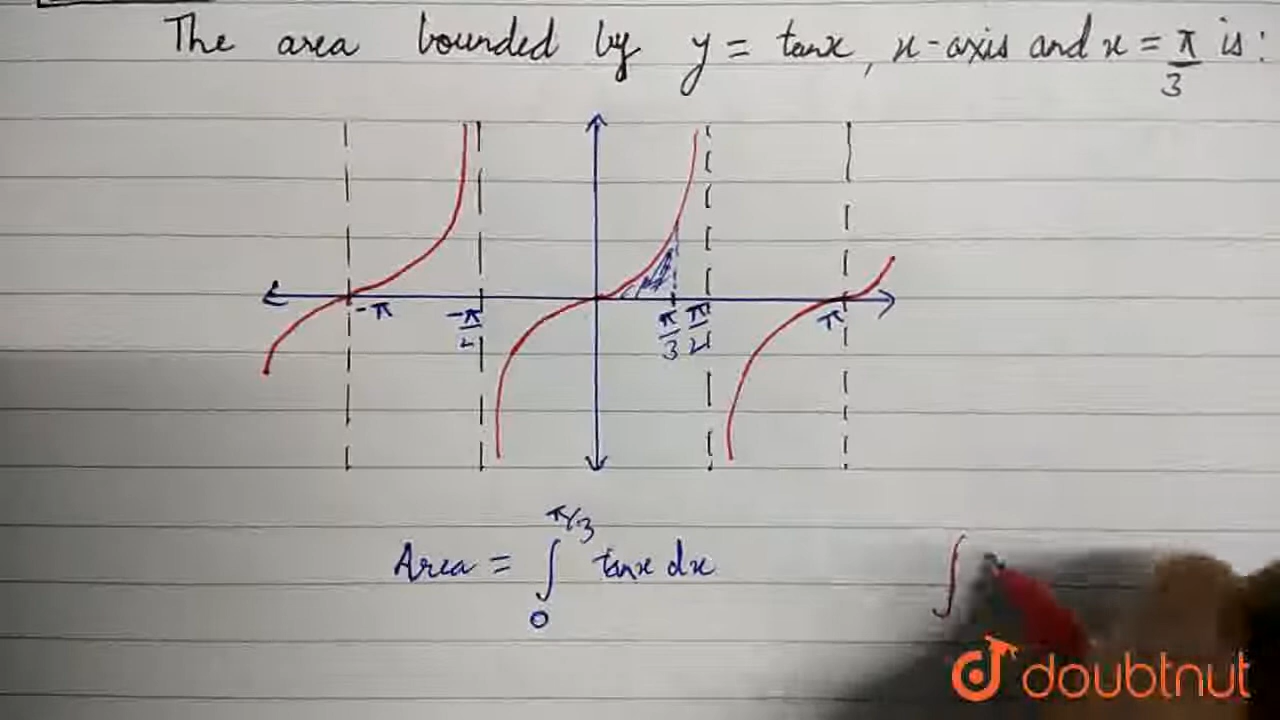 The area bounded by y = tanx, x-axis and x = π/3 is:
-π
-π/2
π/3
π/2
π
Area = ∫₀^π/3 tanx dx
∫
doubtnut